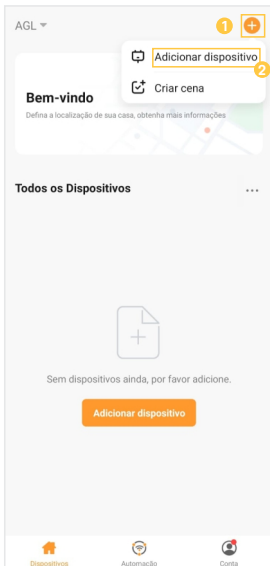 AGL
1
Adicionar dispositivo
2
Criar cena
Bem-vindo
Defina a localização de sua casa, obtenha mais informações
Todos os Dispositivos
...
Sem dispositivos ainda, por favor adicione.
Adicionar dispositivo
Dispositivos
Automação
Conta